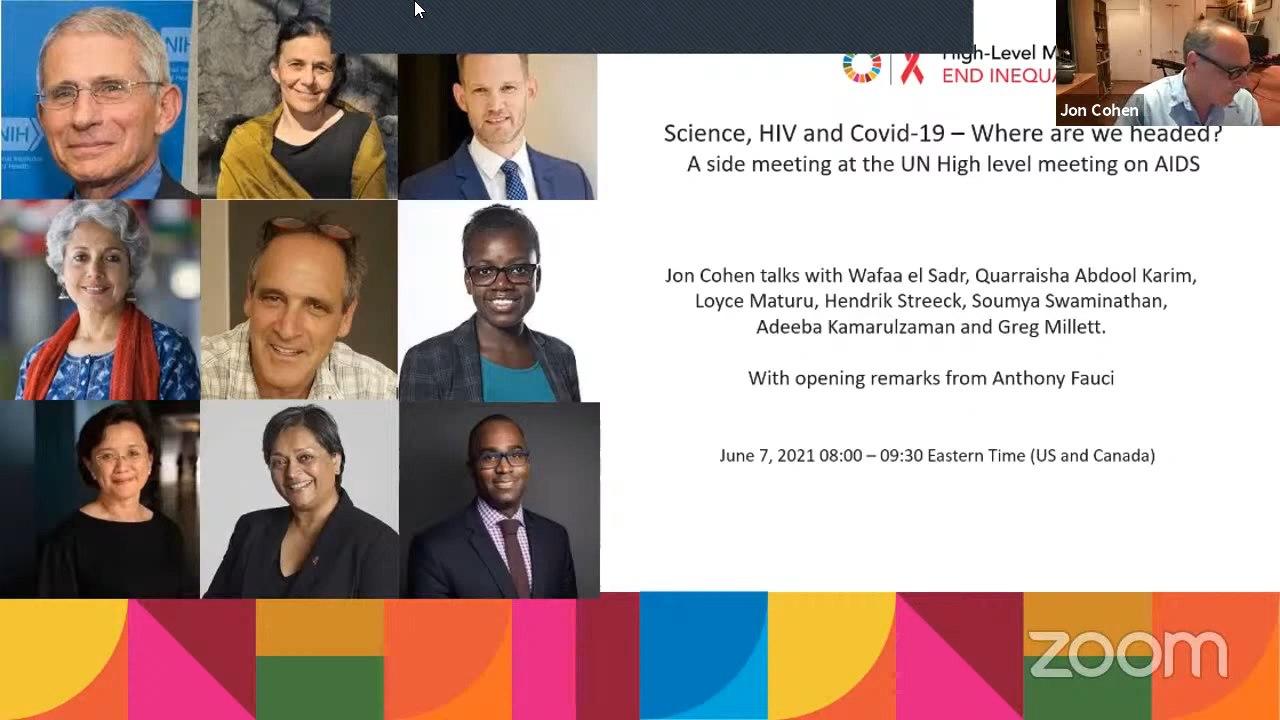 NIH
NIH
High-Level M
END INEQUA
Jon Cohen
Science, HIV and Covid-19 – Where are we headed?
A side meeting at the UN High level meeting on AIDS
Jon Cohen talks with Wafaa el Sadr, Quarraisha Abdool Karim,
Loyce Maturu, Hendrik Streeck, Soumya Swaminathan,
Adeeba Kamarulzaman and Greg Millett.
With opening remarks from Anthony Fauci
June 7, 2021 08:00 – 09:30 Eastern Time (US and Canada)
zoom